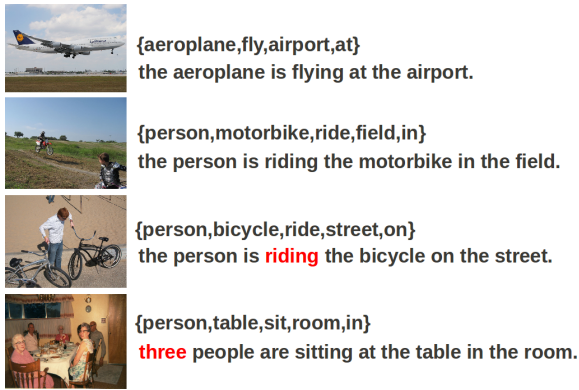 {aeroplane,fly,airport,at}
the aeroplane is flying at the airport.
{person,motorbike,ride,field,in}
the person is riding the motorbike in the field.
{person,bicycle,ride,street,on}
the person is riding the bicycle on the street.
{person,table,sit,room,in}
three people are sitting at the table in the room.